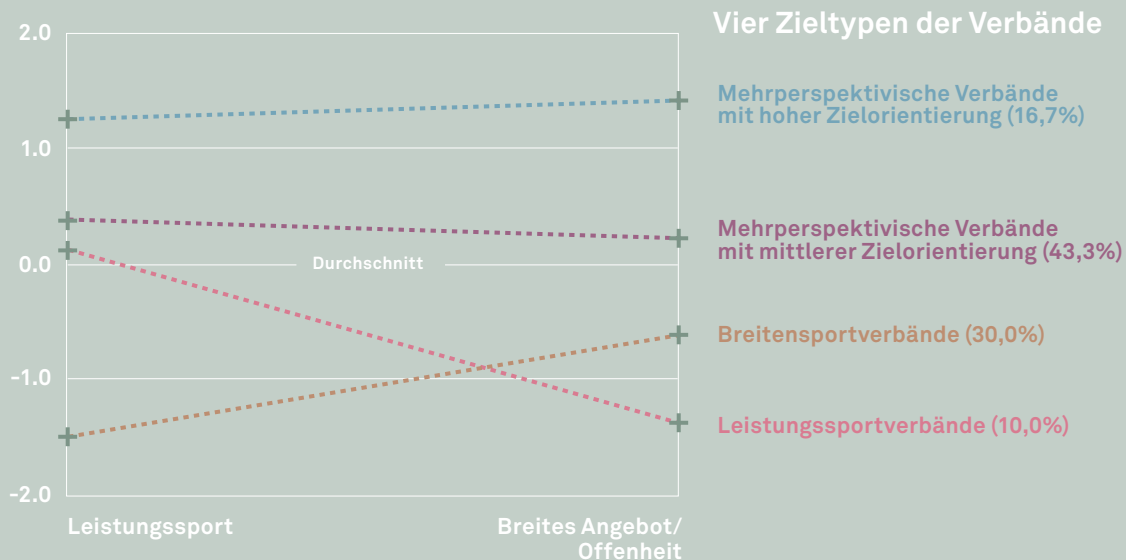 Vier Zieltypen der Verbände
2.0
1.0
0.0
-1.0
-2.0
Durchschnitt
Mehrperspektivische Verbände
mit hoher Zielorientierung (16,7%)
Mehrperspektivische Verbände
mit mittlerer Zielorientierung (43,3%)
Breitensportverbände (30,0%)
Leistungssportverbände (10,0%)
Leistungssport
Breites Angebot/
Offenheit